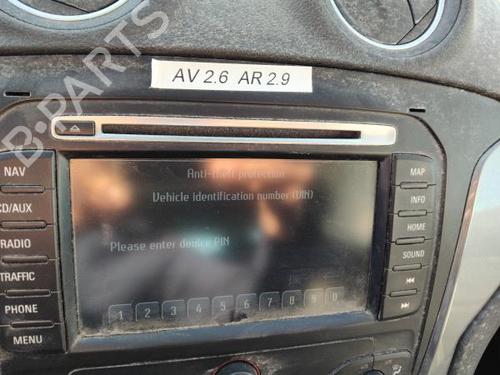 AV 2.6 AR 2.9
B-PARTS
NAV
CD/AUX
RADIO
TRAFFIC
PHONE
MENU
Anti-theft protection
Vehicle identification number (VIN)
Please enter device PIN
1 2 3 4 5 6 7 8 9 0
MAP
INFO
HOME
SOUND